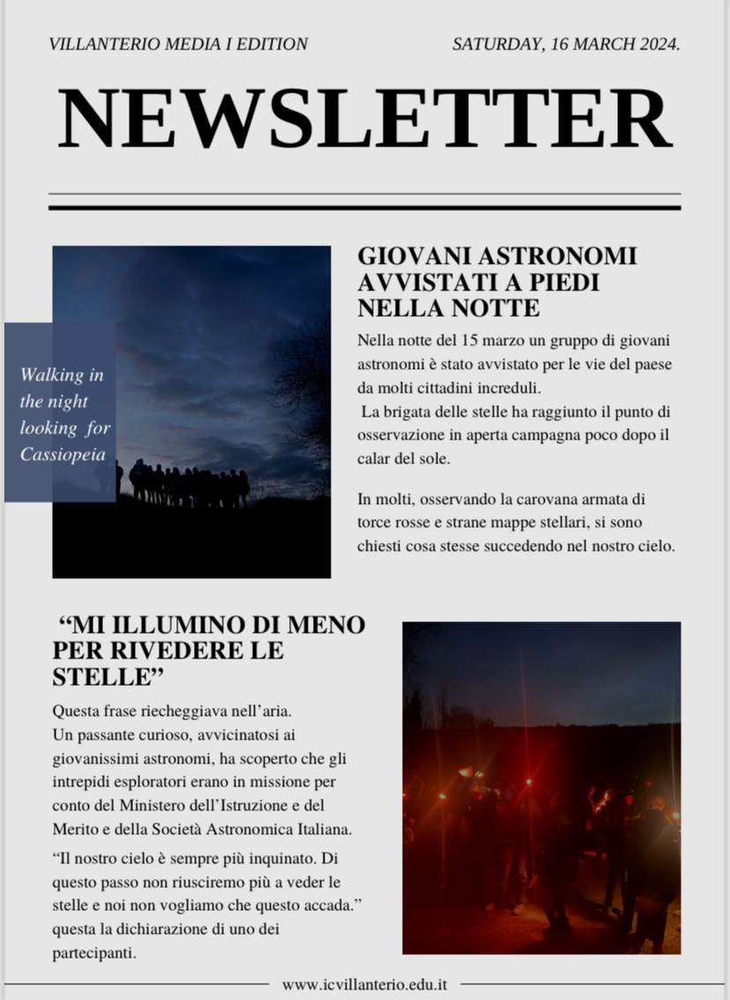 VILLANTERIO MEDIA I EDITION
SATURDAY, 16 MARCH 2024.
NEWSLETTER
Walking in
the night
looking for
Cassiopeia
GIOVANI ASTRONOMI
AVVISTATI A PIEDI
NELLA NOTTE
Nella notte del 15 marzo un gruppo di giovani
astronomi è stato avvistato per le vie del paese
da molti cittadini increduli.
La brigata delle stelle ha raggiunto il punto di
osservazione in aperta campagna poco dopo il
calar del sole.
In molti, osservando la carovana armata di
torce rosse e strane mappe stellari, si sono
chiesti cosa stesse succedendo nel nostro cielo.
“MI ILLUMINO DI MENO
PER RIVEDERE LE
STELLE”
Questa frase riecheggiava nell’aria.
Un passante curioso, avvicinatosi ai
giovanissimi astronomi, ha scoperto che gli
intrepidi esploratori erano in missione per
conto del Ministero dell’Istruzione e del
Merito e della Società Astronomica Italiana.
“Il nostro cielo è sempre più inquinato. Di
questo passo non riusciremo più a veder le
stelle e noi non vogliamo che questo accada.”
questa la dichiarazione di uno dei
partecipanti.
www.icvillanterio.edu.it